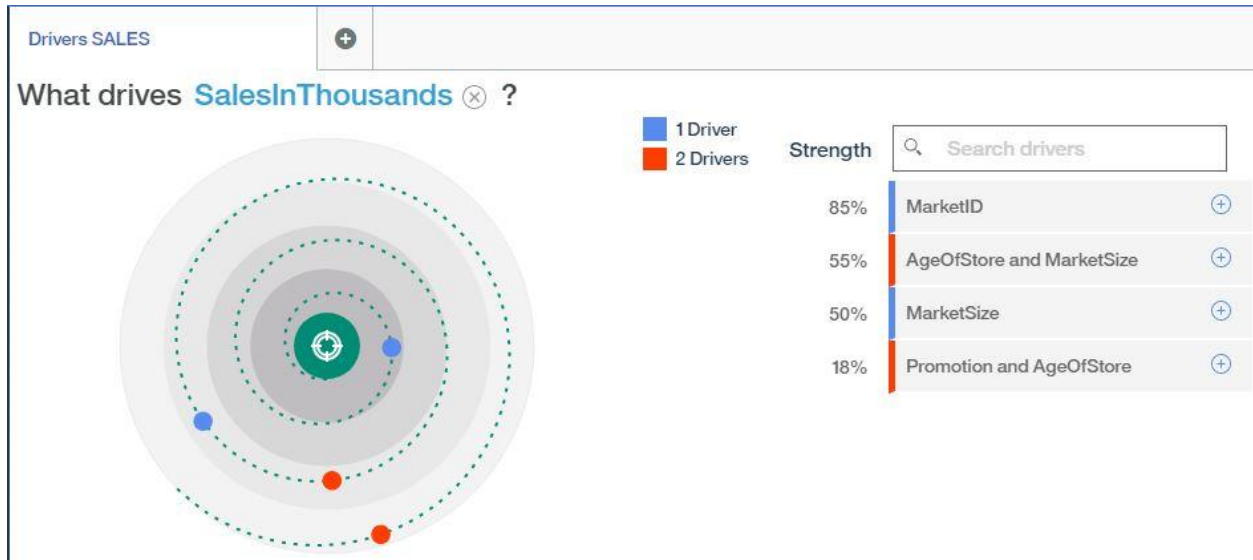 Drivers SALES
What drives SalesInThousands ?
1 Driver
2 Drivers
Strength
Search drivers
85% MarketID
55% AgeOfStore and MarketSize
50% MarketSize
18% Promotion and AgeOfStore